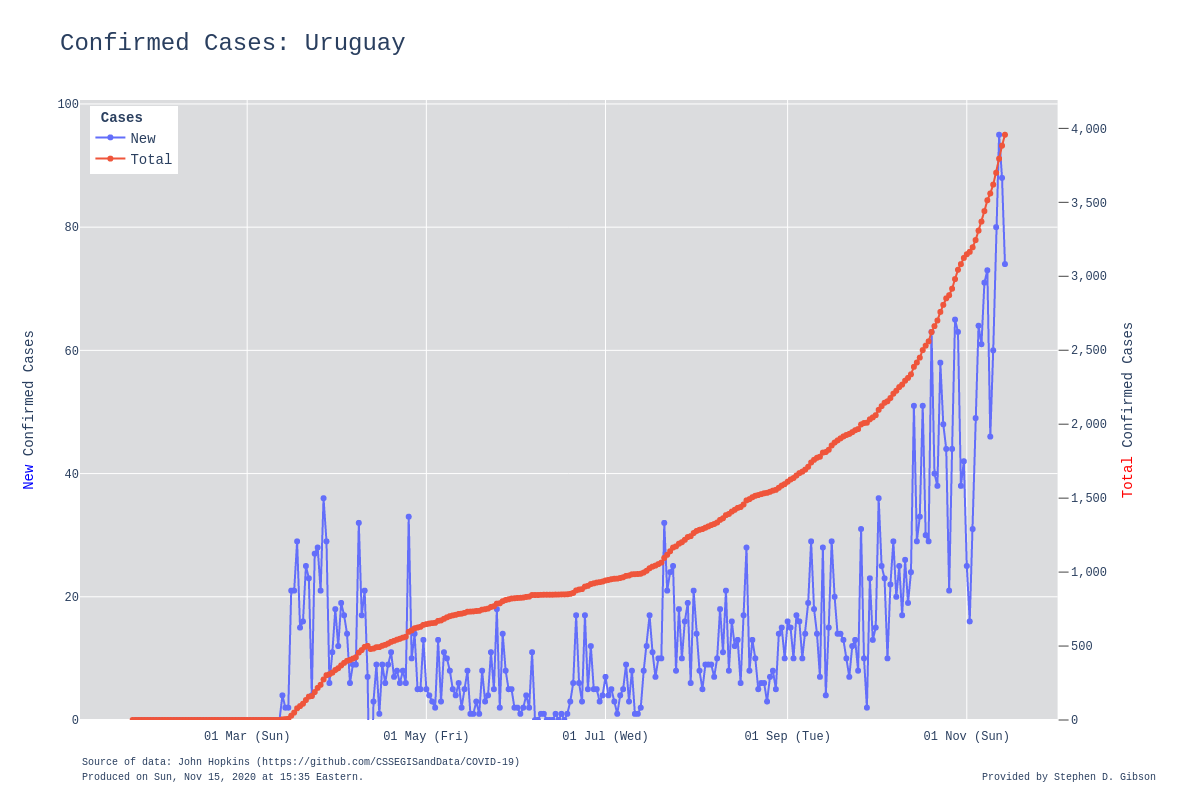 Confirmed Cases: Uruguay
Cases
New
Total
100
80
60
40
20
0
New Confirmed Cases
4,000
3,500
3,000
2,500
2,000
1,500
1,000
500
0
Total Confirmed Cases
01 Mar (Sun)
01 May (Fri)
01 Jul (Wed)
01 Sep (Tue)
01 Nov (Sun)
Source of data: John Hopkins (https://github.com/CSSEGISandData/COVID-19)
Produced on Sun, Nov 15, 2020 at 15:35 Eastern.
Provided by Stephen D. Gibson